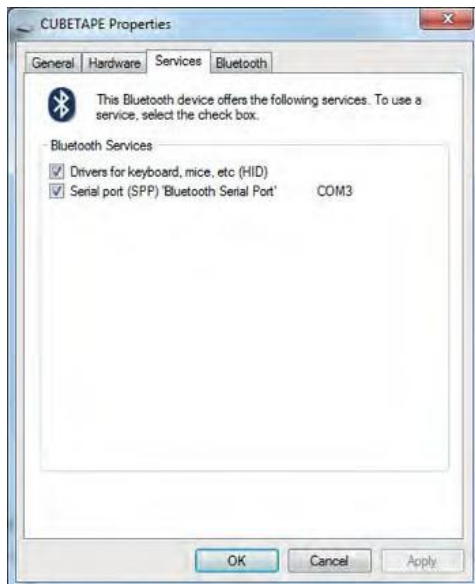 CUBETAPE Properties
General Hardware Services Bluetooth
This Bluetooth device offers the following services. To use a
service, select the check box.
Bluetooth Services
Drivers for keyboard, mice, etc (HID)
Serial port (SPP) 'Bluetooth Serial Port' COM3
OK Cancel Apply